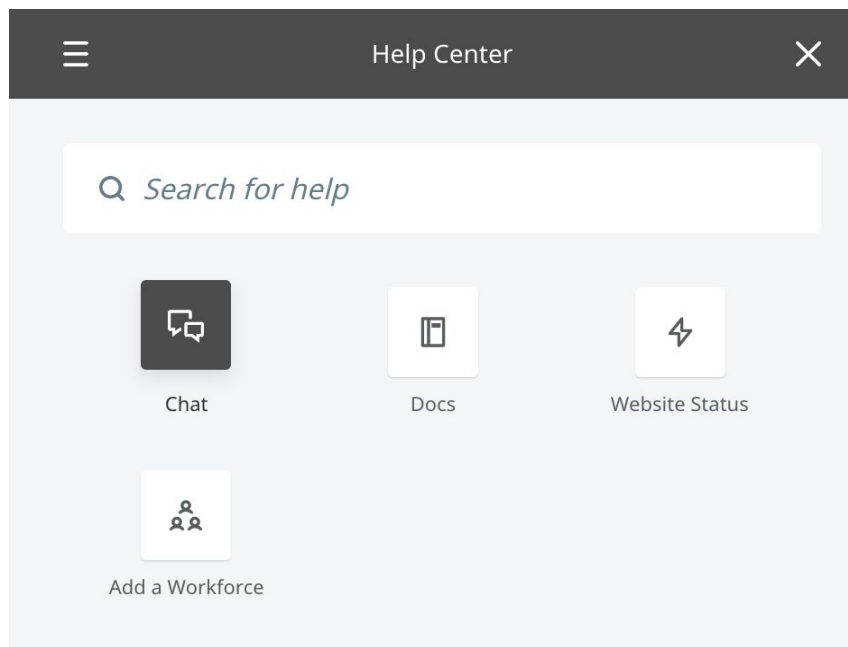 Help Center
Search for help
Chat
Docs
Website Status
Add a Workforce